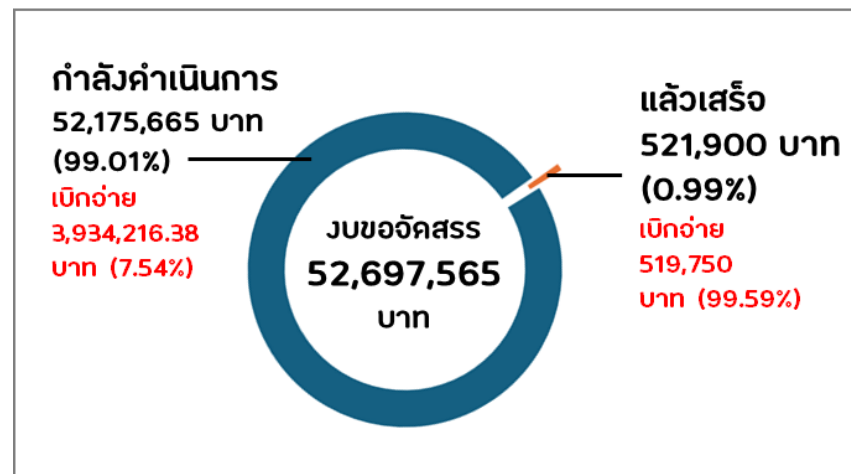 กำลังดำเนินการ
52,175,665 บาท
(99.01%)
เบิกจ่าย
3,934,216.38
บาท (7.54%)
งบขอจัดสรร
52,697,565
บาท
แล้วเสร็จ
521,900 บาท
(0.99%)
เบิกจ่าย
519,750
บาท (99.59%)